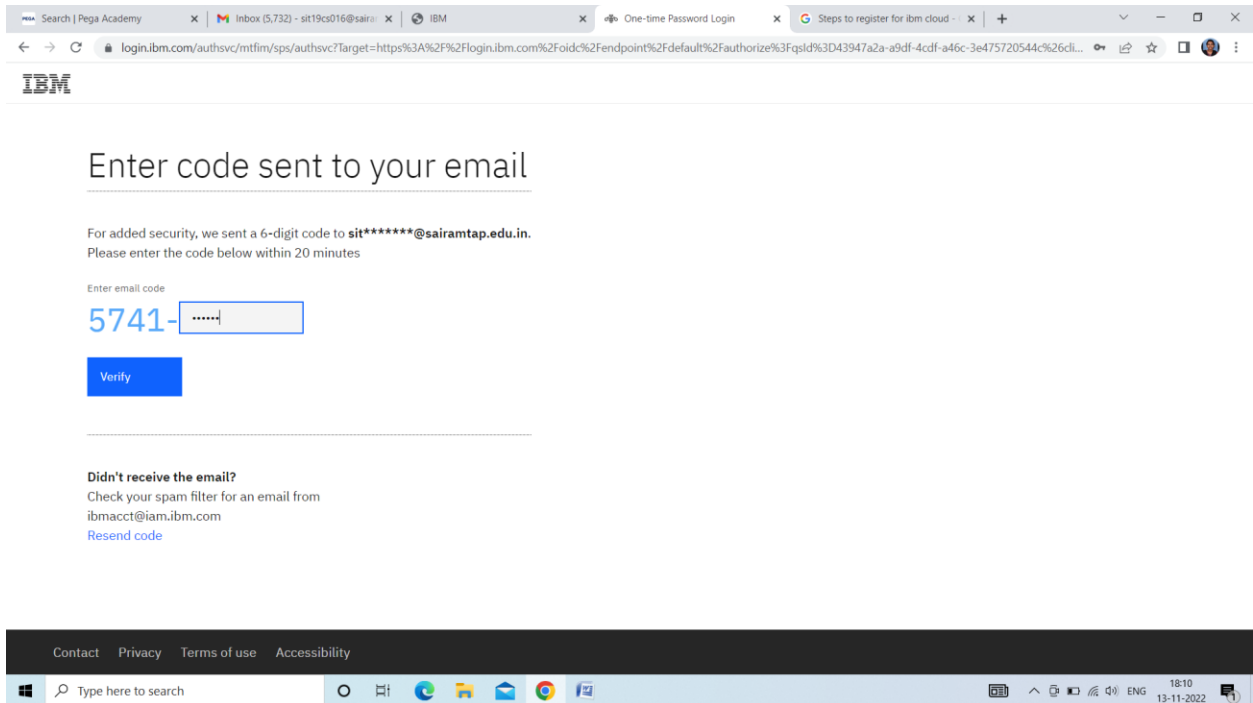 Search | Pega Academy
Inbox (5,732) - sit19cs016@saira
IBM
One-time Password Login
Steps to register for ibm cloud -
login.ibm.com/authsvc/mtfim/sps/authsvc?Target=https%3A%2F%2Flogin.ibm.com%2Foidc%2Fendpoint%2Fdefault%2Fauthorize%3FqsId%3D43947a2a-a9df-4cdf-a46c-3e475720544c%26cli...
IBM
Enter code sent to your email
For added security, we sent a 6-digit code to sit*******@sairamtap.edu.in.
Please enter the code below within 20 minutes
Enter email code
5741- ••••••
Verify
Didn't receive the email?
Check your spam filter for an email from
ibmacct@iam.ibm.com
Resend code
Contact Privacy Terms of use Accessibility
Type here to search
ENG
18:10
13-11-2022